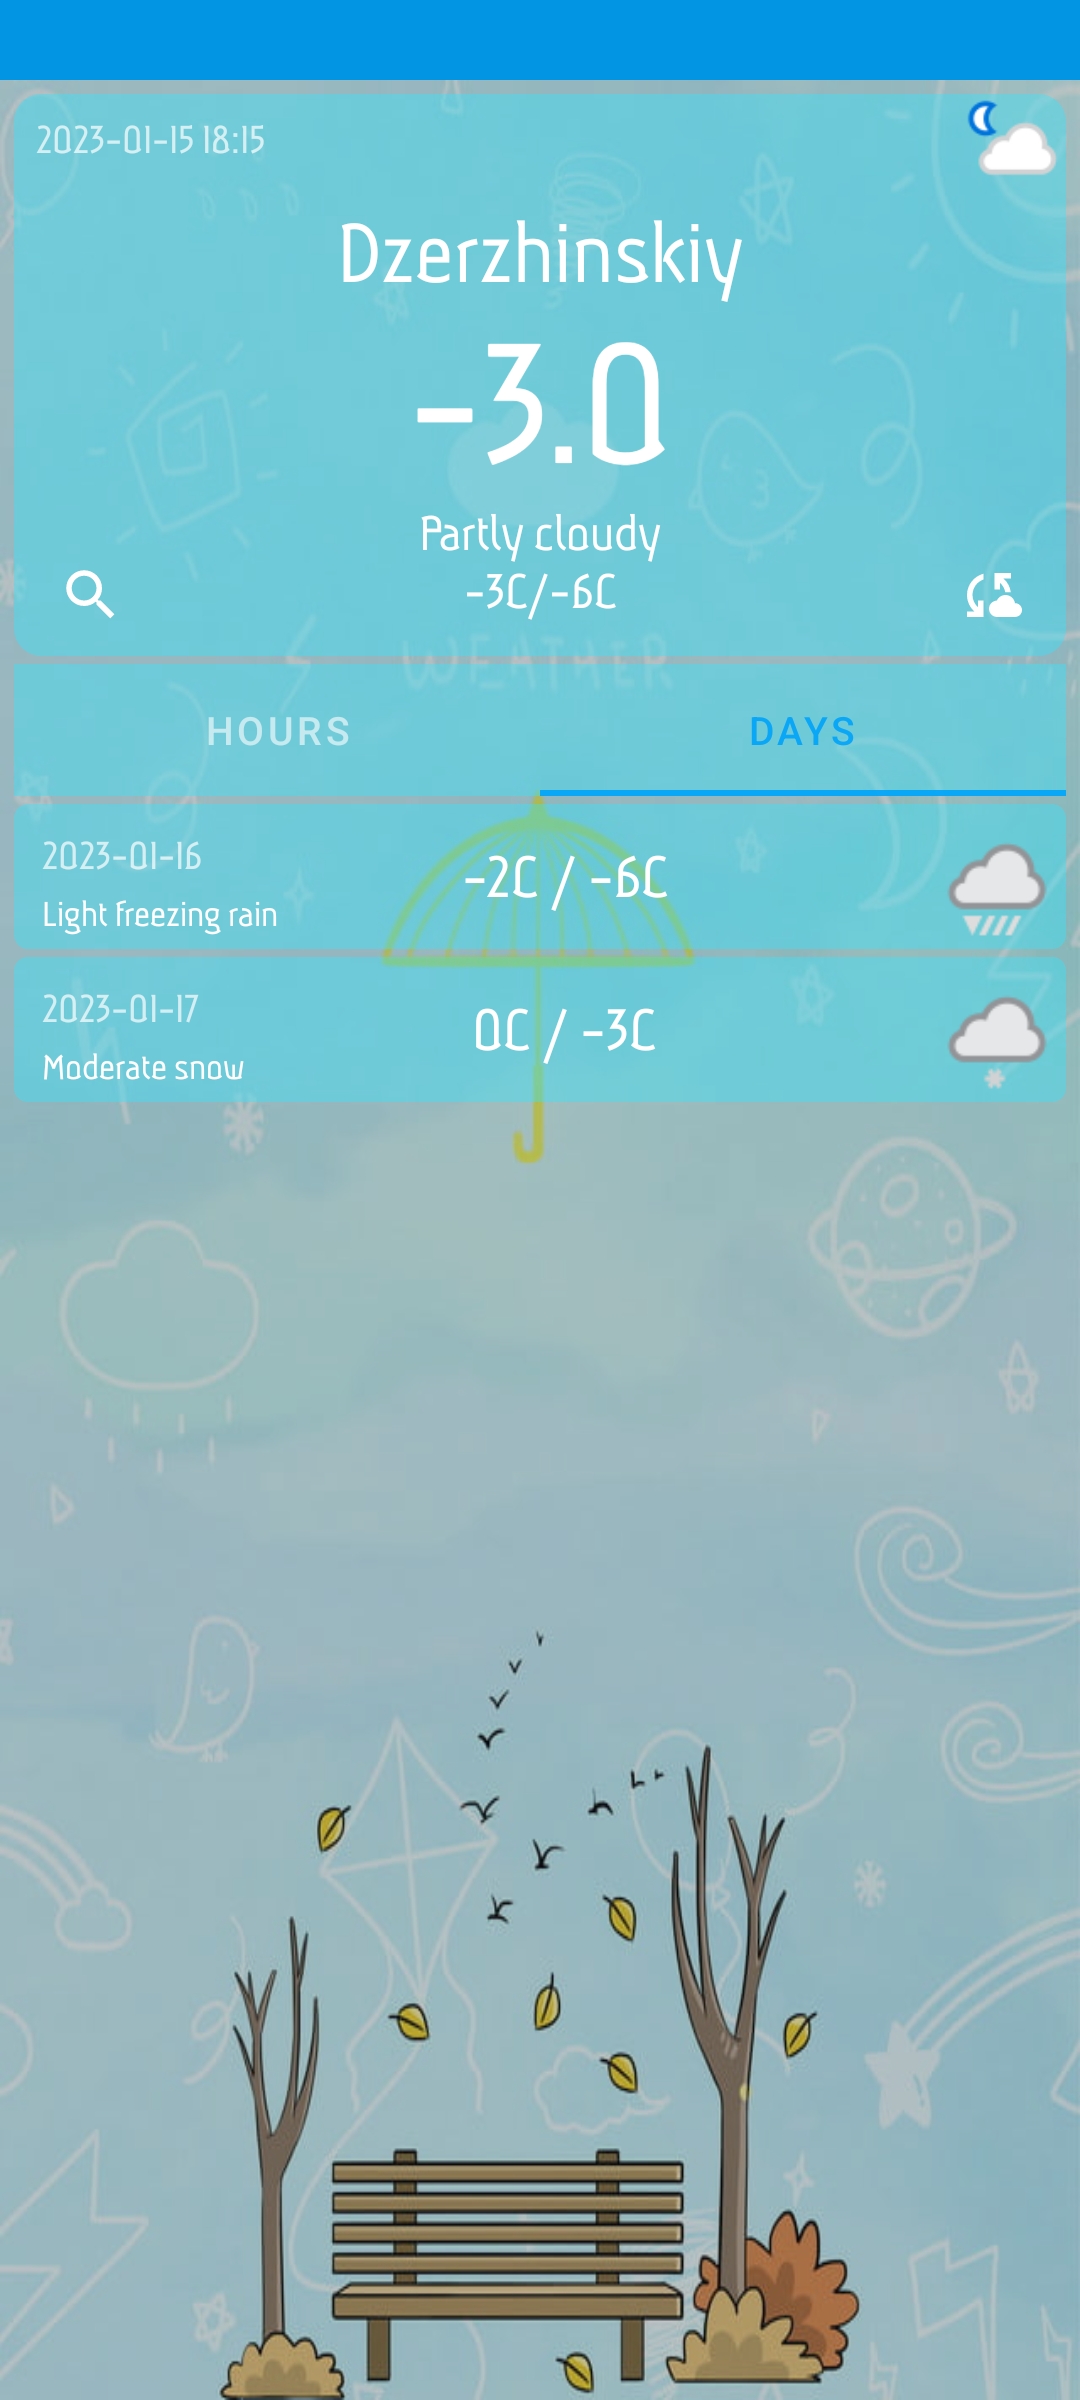 2023-01-15 18:15
Dzerzhinskiy
-3.0
Partly cloudy
-3C/-6C
WEATHER
HOURS
DAYS
2023-01-16
-2C / -6C
Light freezing rain
2023-01-17
0C / -3C
Moderate snow